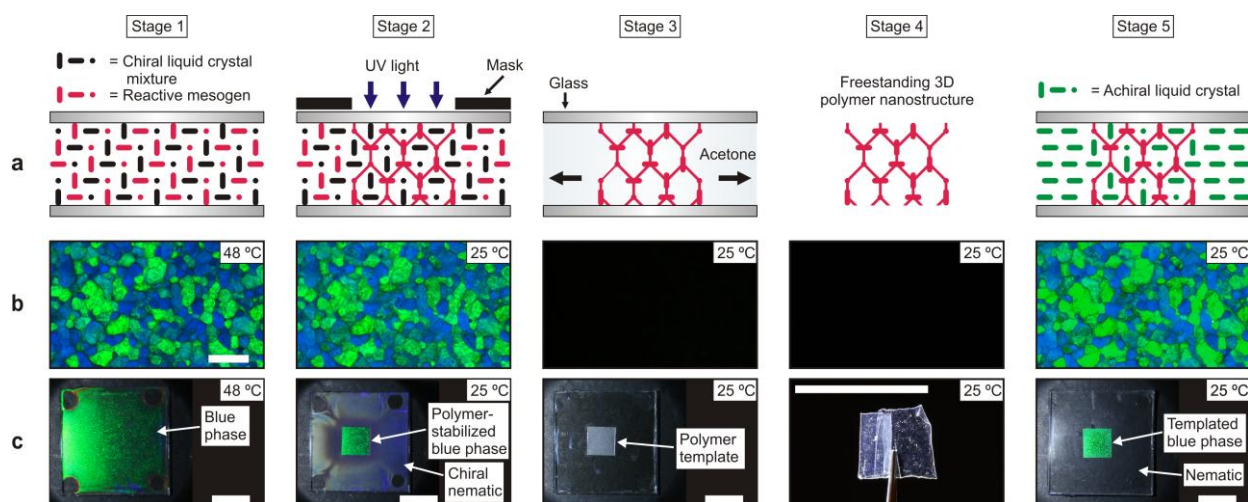 Stage 1
Stage 2
Stage 3
Stage 4
Stage 5
= Chiral liquid crystal
mixture
= Reactive mesogen
UV light
Mask
Glass
Acetone
Freestanding 3D
polymer nanostructure
= Achiral liquid crystal
a
b
48 ºC
25 ºC
25 ºC
25 ºC
25 ºC
c
48 ºC
Blue
phase
25 ºC
Polymer-
stabilized
blue phase
Chiral
nematic
25 ºC
Polymer
template
25 ºC
25 ºC
Templated
blue phase
Nematic